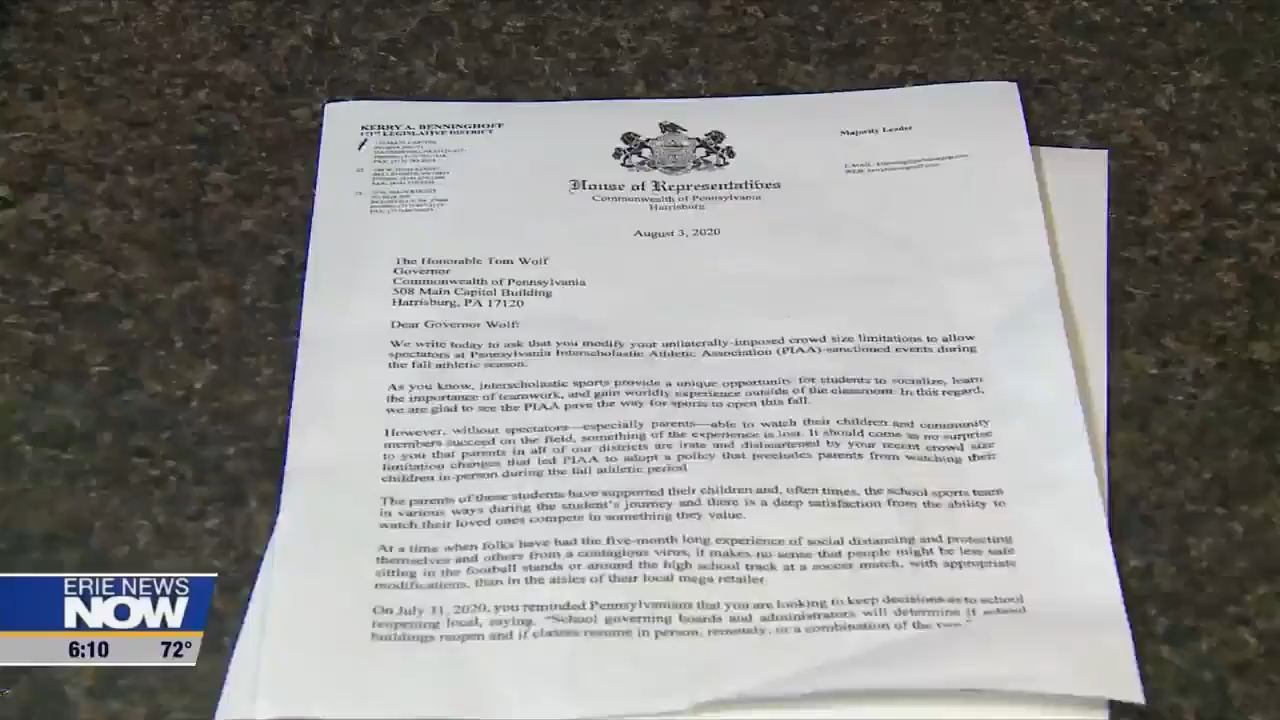 KERRY A. BENNINGHOFF
171ST LEGISLATIVE DISTRICT
Majority Leader
House of Representatives
Commonwealth of Pennsylvania
Harrisburg
August 3, 2020
The Honorable Tom Wolf
Governor
Commonwealth of Pennsylvania
508 Main Capitol Building
Harrisburg, PA 17120
Dear Governor Wolf:
We write today to ask that you modify your unilaterally-imposed crowd size limitations to allow
spectators at Pennsylvania Interscholastic Athletic Association (PIAA)-sanctioned events during
the fall athletic season.
As you know, interscholastic sports provide a unique opportunity for students to socialize, learn
the importance of teamwork, and gain worldly experience outside of the classroom. In this regard,
we are glad to see the PIAA pave the way for sports to open this fall.
However, without spectators—especially parents—able to watch their children and community
members succeed on the field, something of the experience is lost. It should come as no surprise
to you that parents in all of our districts are irate and disheartened by your recent crowd size
limitation changes that led PIAA to adopt a policy that precludes parents from watching their
children in-person during the fall athletic period
The parents of these students have supported their children and, often times, the school sports team
in various ways during the student's journey and there is a deep satisfaction from the ability to
watch their loved ones compete in something they value.
At a time when folks have had the five-month long experience of social distancing and protecting
themselves and others from a contagious virus, it makes no sense that people might be less safe
sitting in the football stands or around the high school track at a soccer match, with appropriate
modifications, than in the aisles of their local mega retailer
On July 31, 2020, you reminded Pennsylvanians that you are looking to keep decisions as to school
reopening local, saying, "School governing boards and administrators will determine if school
buildings reopen and if classes resume in person, remotely, or a combination of the two."
ERIE NEWS
NOW
6:10 72°